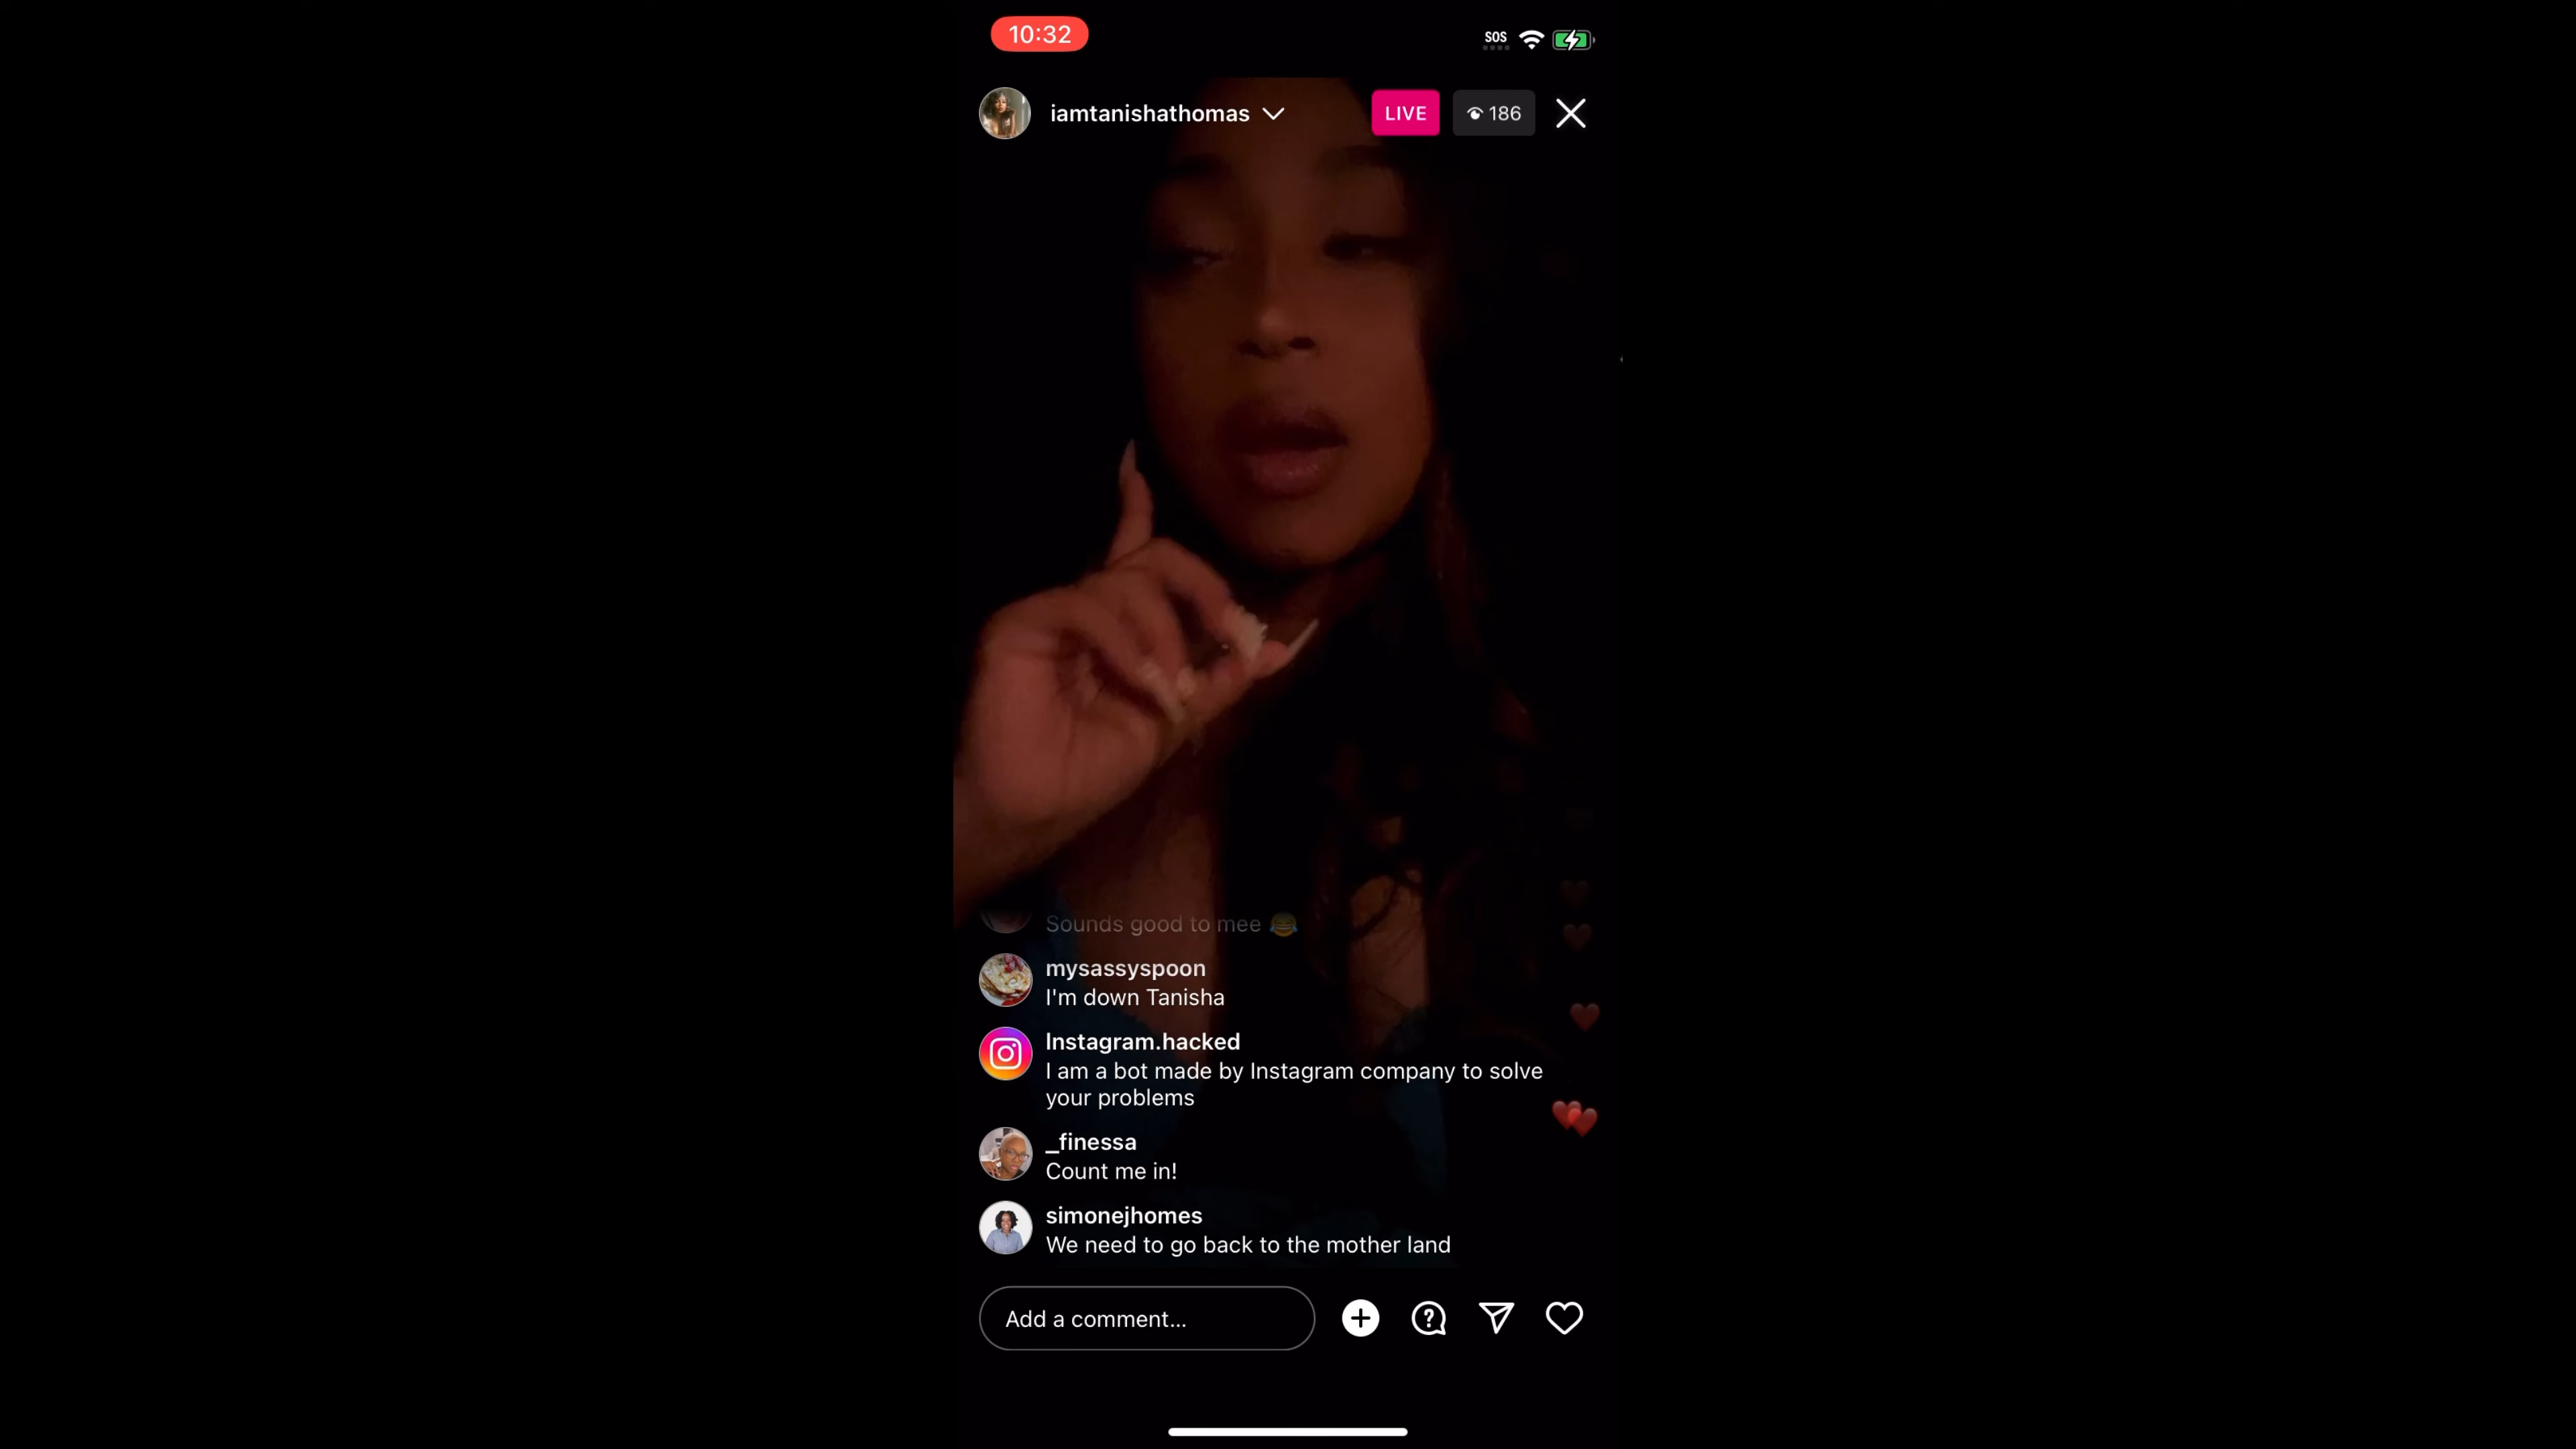 10:32
SOS
iamtanishathomas
LIVE
186
Sounds good to mee 😂
mysassyspoon
I'm down Tanisha
Instagram.hacked
I am a bot made by Instagram company to solve
your problems
_finessa
Count me in!
simonejhomes
We need to go back to the mother land
Add a comment...